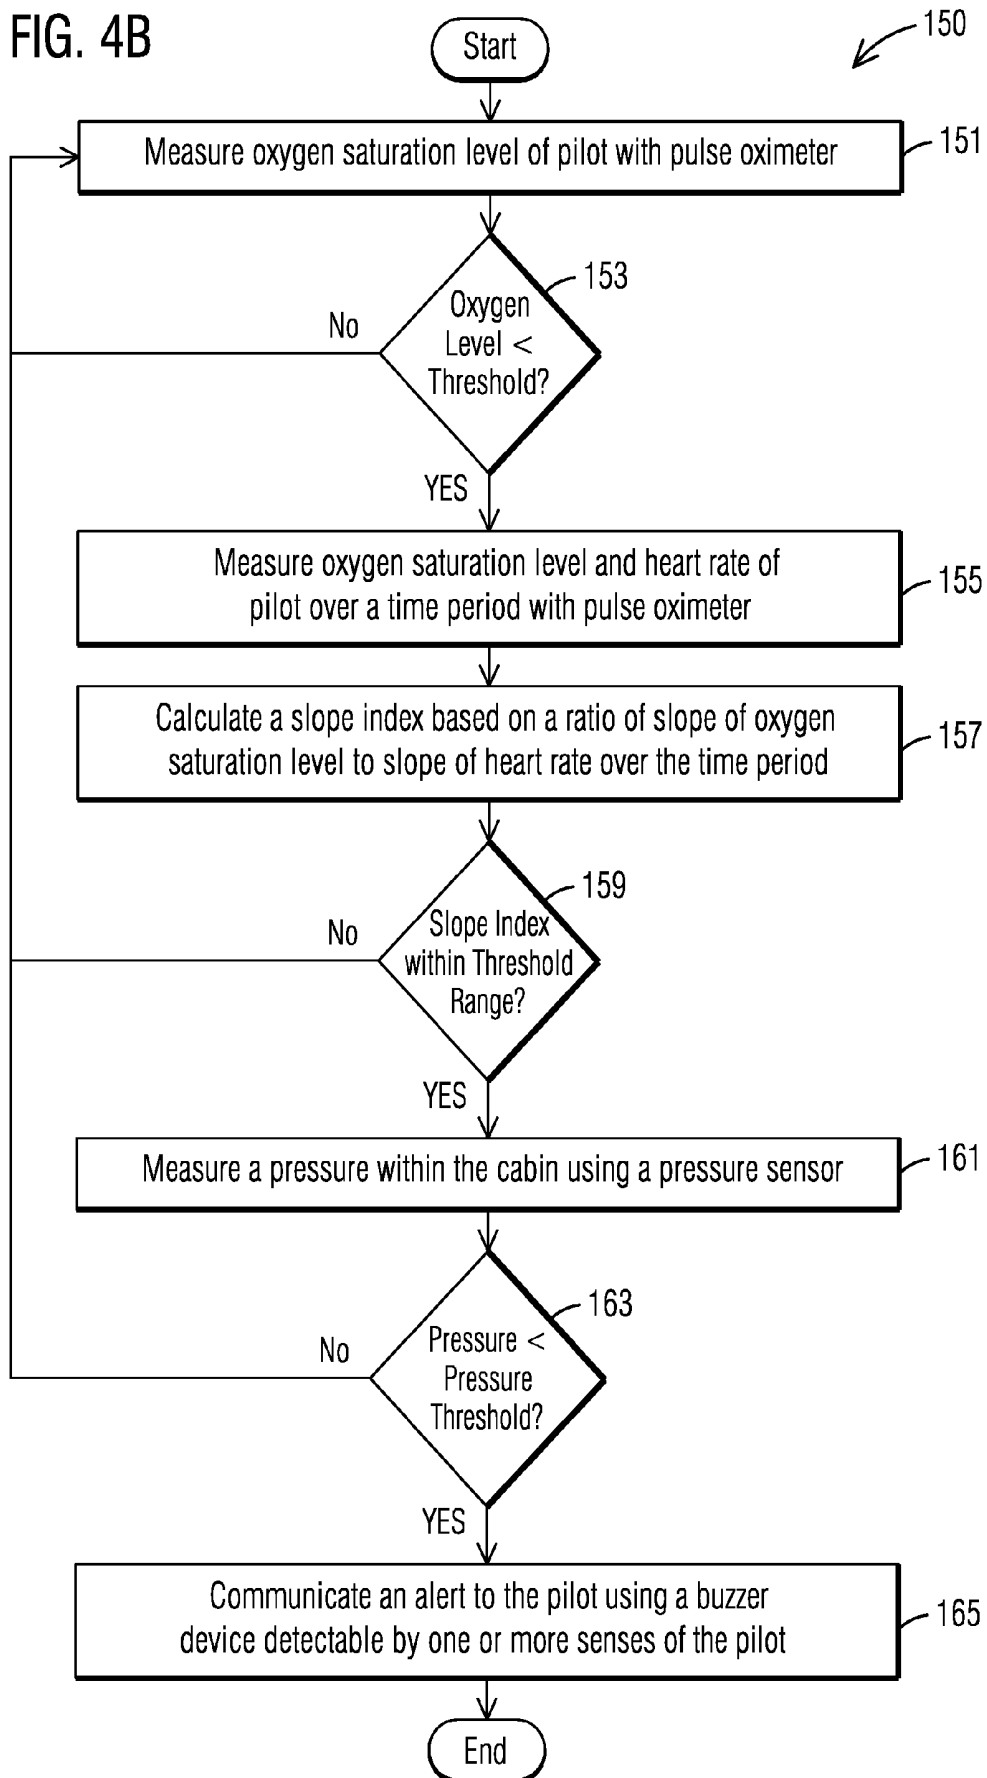 FIG. 4B
150
Start
Measure oxygen saturation level of pilot with pulse oximeter
151
153
Oxygen
Level <
Threshold?
No
YES
Measure oxygen saturation level and heart rate of
pilot over a time period with pulse oximeter
155
Calculate a slope index based on a ratio of slope of oxygen
saturation level to slope of heart rate over the time period
157
159
Slope Index
within Threshold
Range?
No
YES
Measure a pressure within the cabin using a pressure sensor
161
163
Pressure <
Pressure
Threshold?
No
YES
Communicate an alert to the pilot using a buzzer
device detectable by one or more senses of the pilot
165
End